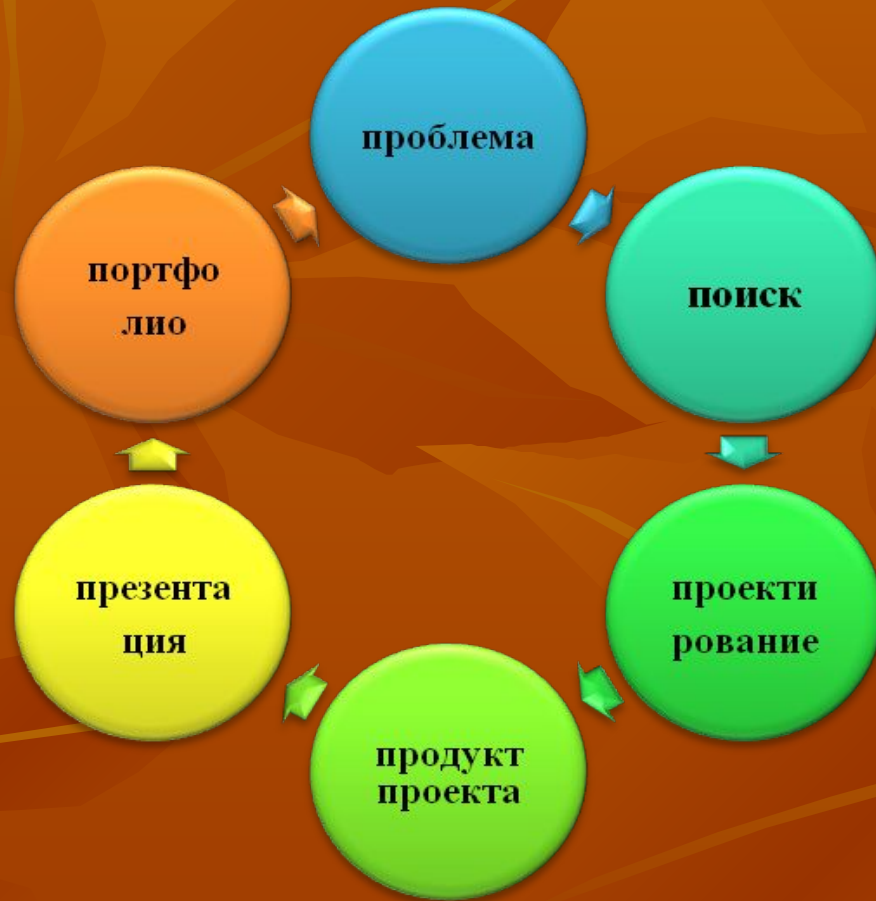 проблема
поиск
проекти
рование
продукт
проекта
презента
ция
портфо
лио